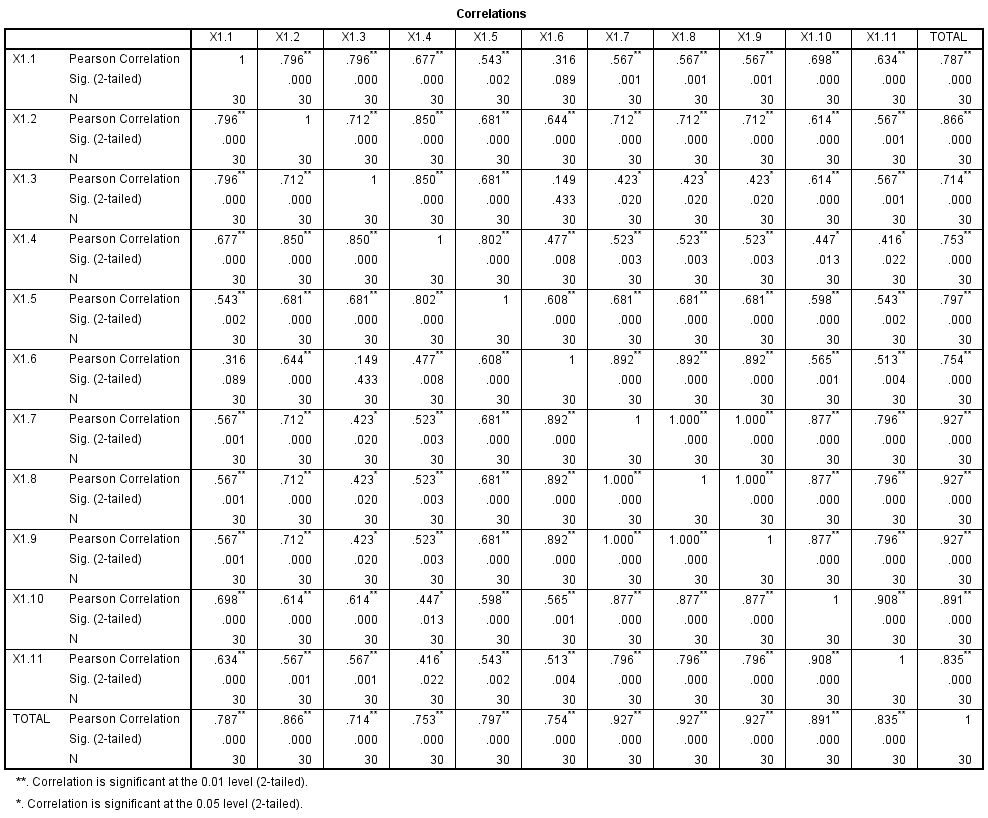 Correlations
X1.1 X1.2 X1.3 X1.4 X1.5 X1.6 X1.7 X1.8 X1.9 X1.10 X1.11 TOTAL
X1.1 Pearson Correlation 1 .796** .796** .677** .543** .316 .567** .567** .567** .698** .634** .787**
Sig. (2-tailed) .000 .000 .000 .002 .089 .001 .001 .001 .000 .000 .000
N 30 30 30 30 30 30 30 30 30 30 30 30
X1.2 Pearson Correlation .796** 1 .712** .850** .681** .644** .712** .712** .712** .614** .567** .866**
Sig. (2-tailed) .000 .000 .000 .000 .000 .000 .000 .000 .000 .001 .000
N 30 30 30 30 30 30 30 30 30 30 30 30
X1.3 Pearson Correlation .796** .712** 1 .850** .681** .149 .423* .423* .423* .614** .567** .714**
Sig. (2-tailed) .000 .000 .000 .000 .433 .020 .020 .020 .000 .001 .000
N 30 30 30 30 30 30 30 30 30 30 30 30
X1.4 Pearson Correlation .677** .850** .850** 1 .802** .477** .523** .523** .523** .447* .416* .753**
Sig. (2-tailed) .000 .000 .000 .000 .008 .003 .003 .003 .013 .022 .000
N 30 30 30 30 30 30 30 30 30 30 30 30
X1.5 Pearson Correlation .543** .681** .681** .802** 1 .608** .681** .681** .681** .598** .543** .797**
Sig. (2-tailed) .002 .000 .000 .000 .000 .000 .000 .000 .000 .002 .000
N 30 30 30 30 30 30 30 30 30 30 30 30
X1.6 Pearson Correlation .316 .644** .149 .477** .608** 1 .892** .892** .892** .565** .513** .754**
Sig. (2-tailed) .089 .000 .433 .008 .000 .000 .000 .000 .001 .004 .000
N 30 30 30 30 30 30 30 30 30 30 30 30
X1.7 Pearson Correlation .567** .712** .423* .523** .681** .892** 1 1.000** 1.000** .877** .796** .927**
Sig. (2-tailed) .001 .000 .020 .003 .000 .000 .000 .000 .000 .000 .000
N 30 30 30 30 30 30 30 30 30 30 30 30
X1.8 Pearson Correlation .567** .712** .423* .523** .681** .892** 1.000** 1 1.000** .877** .796** .927**
Sig. (2-tailed) .001 .000 .020 .003 .000 .000 .000 .000 .000 .000 .000
N 30 30 30 30 30 30 30 30 30 30 30 30
X1.9 Pearson Correlation .567** .712** .423* .523** .681** .892** 1.000** 1.000** 1 .877** .796** .927**
Sig. (2-tailed) .001 .000 .020 .003 .000 .000 .000 .000 .000 .000 .000
N 30 30 30 30 30 30 30 30 30 30 30 30
X1.10 Pearson Correlation .698** .614** .614** .447* .598** .565** .877** .877** .877** 1 .908** .891**
Sig. (2-tailed) .000 .000 .000 .013 .000 .001 .000 .000 .000 .000 .000
N 30 30 30 30 30 30 30 30 30 30 30 30
X1.11 Pearson Correlation .634** .567** .567** .416* .543** .513** .796** .796** .796** .908** 1 .835**
Sig. (2-tailed) .000 .001 .001 .022 .002 .004 .000 .000 .000 .000 .000
N 30 30 30 30 30 30 30 30 30 30 30 30
TOTAL Pearson Correlation .787** .866** .714** .753** .797** .754** .927** .927** .927** .891** .835** 1
Sig. (2-tailed) .000 .000 .000 .000 .000 .000 .000 .000 .000 .000 .000
N 30 30 30 30 30 30 30 30 30 30 30 30
**. Correlation is significant at the 0.01 level (2-tailed).
*. Correlation is significant at the 0.05 level (2-tailed).